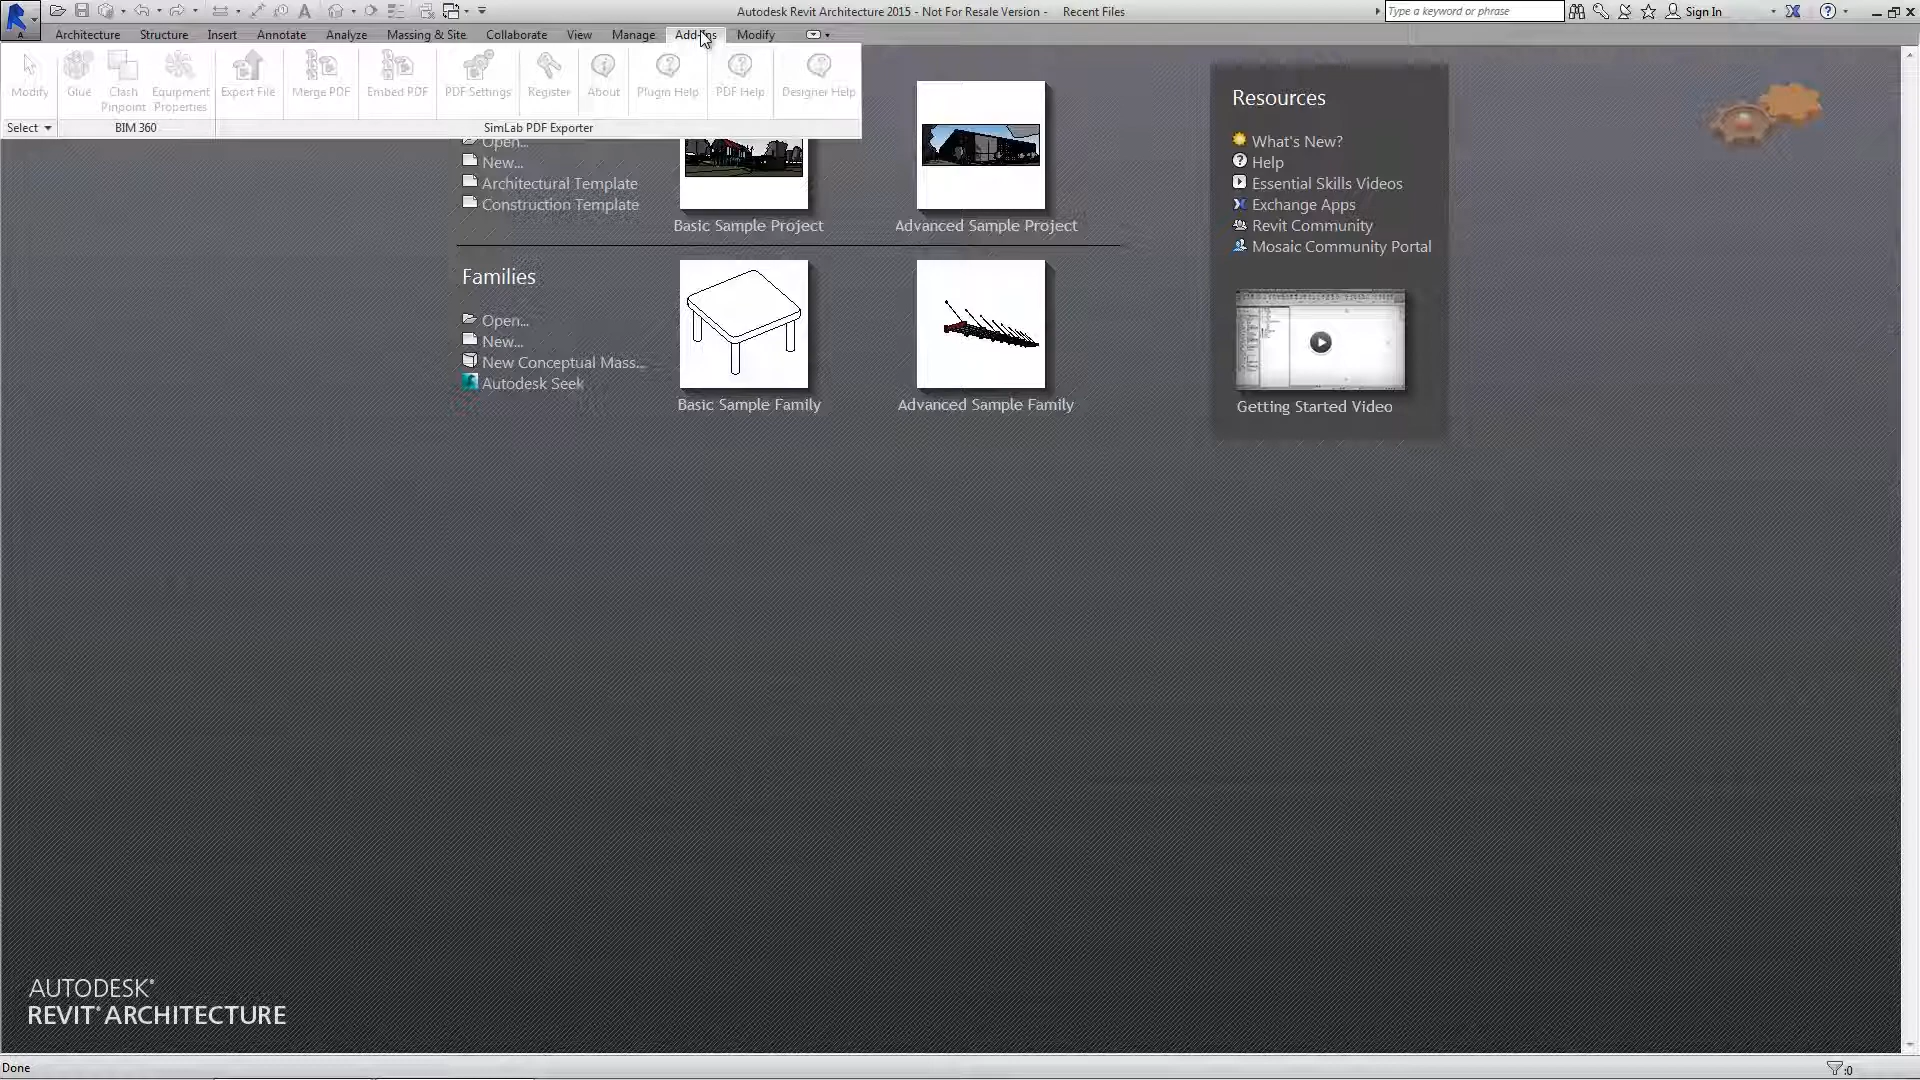 Autodesk Revit Architecture 2015 - Not For Resale Version - Recent Files
Type a keyword or phrase
Sign In
Architecture Structure Insert Annotate Analyze Massing & Site Collaborate View Manage Add-Ins Modify
Modify Glue Clash Pinpoint Equipment Properties Export File Merge PDF Embed PDF PDF Settings Register About Plugin Help PDF Help Designer Help
Select BIM 360 SimLab PDF Exporter
Open...
New...
Architectural Template
Construction Template
Basic Sample Project
Advanced Sample Project
Families
Open...
New...
New Conceptual Mass...
Autodesk Seek
Basic Sample Family
Advanced Sample Family
Resources
What's New?
Help
Essential Skills Videos
Exchange Apps
Revit Community
Mosaic Community Portal
Getting Started Video
AUTODESK®
REVIT® ARCHITECTURE
Done
:0